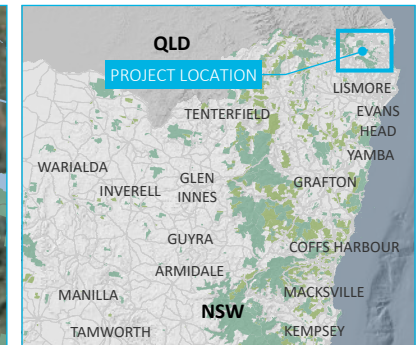 QLD
PROJECT LOCATION
LISMORE
TENTERFIELD
EVANS
HEAD
YAMBA
WARIALDA
GLEN
INNES
INVERELL
GRAFTON
GUYRA
COFFS HARBOUR
ARMIDALE
MANILLA
MACKSVILLE
NSW
TAMWORTH
KEMPSEY